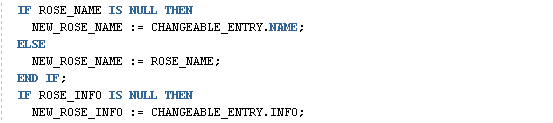 IF ROSE_NAME IS NULL THEN
  NEW_ROSE_NAME := CHANGEABLE_ENTRY.NAME;
ELSE
  NEW_ROSE_NAME := ROSE_NAME;
END IF;
IF ROSE_INFO IS NULL THEN
  NEW_ROSE_INFO := CHANGEABLE_ENTRY.INFO;